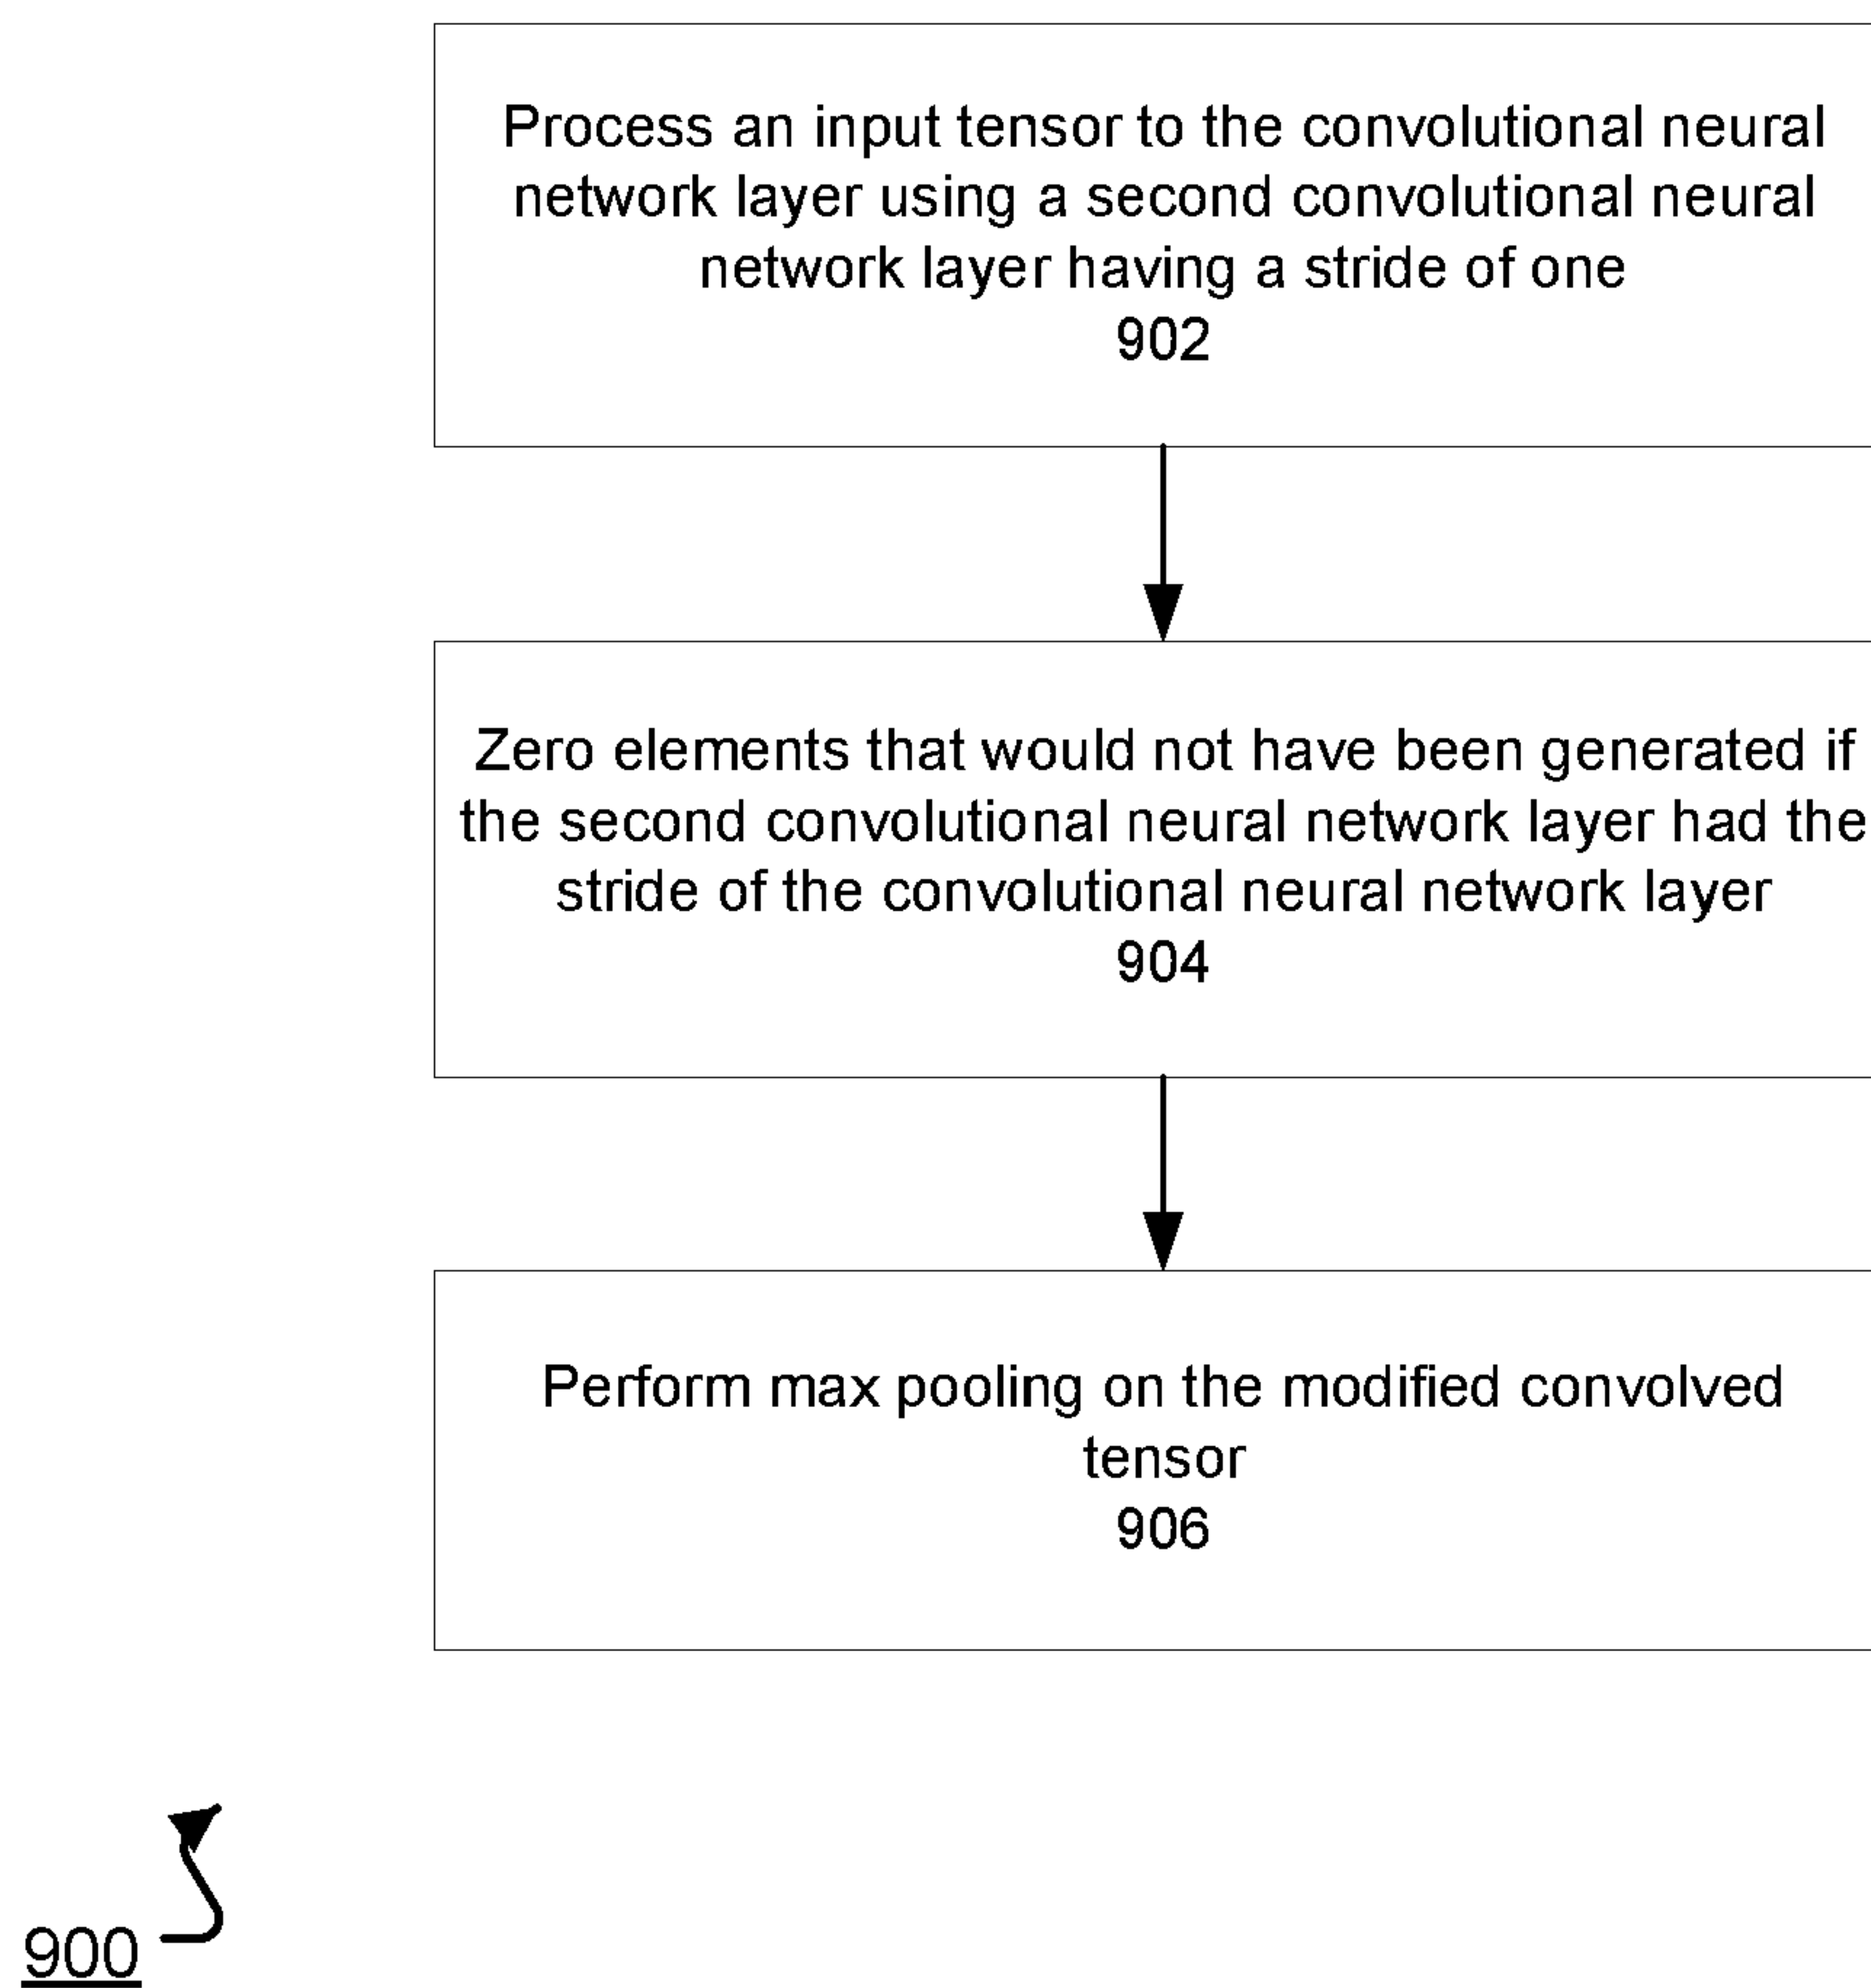 Process an input tensor to the convolutional neural
network layer using a second convolutional neural
network layer having a stride of one
902
Zero elements that would not have been generated if
the second convolutional neural network layer had the
stride of the convolutional neural network layer
904
Perform max pooling on the modified convolved
tensor
906
900